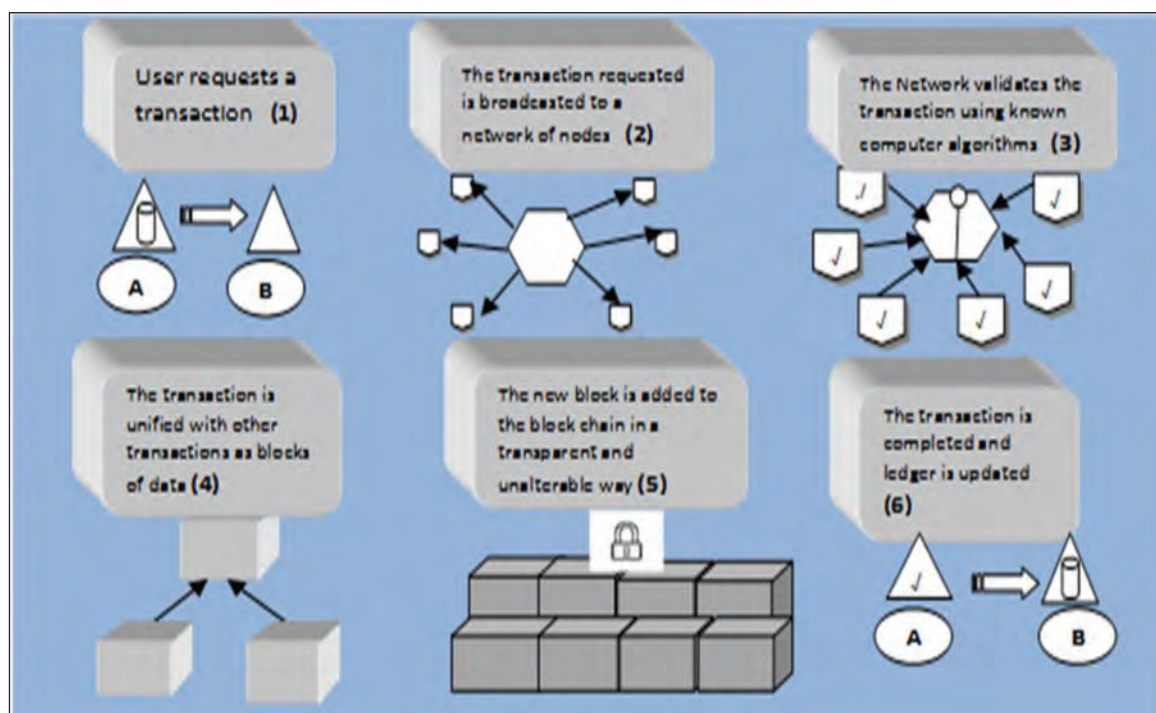 User requests a
transaction (1)
The transaction requested
is broadcasted to a
network of nodes (2)
The Network validates the
transaction using known
computer algorithms (3)
A
B
The transaction is
unified with other
transactions as blocks
of data (4)
The new block is added to
the block chain in a
transparent and
unalterable way (5)
The transaction is
completed and
ledger is updated
(6)
A
B